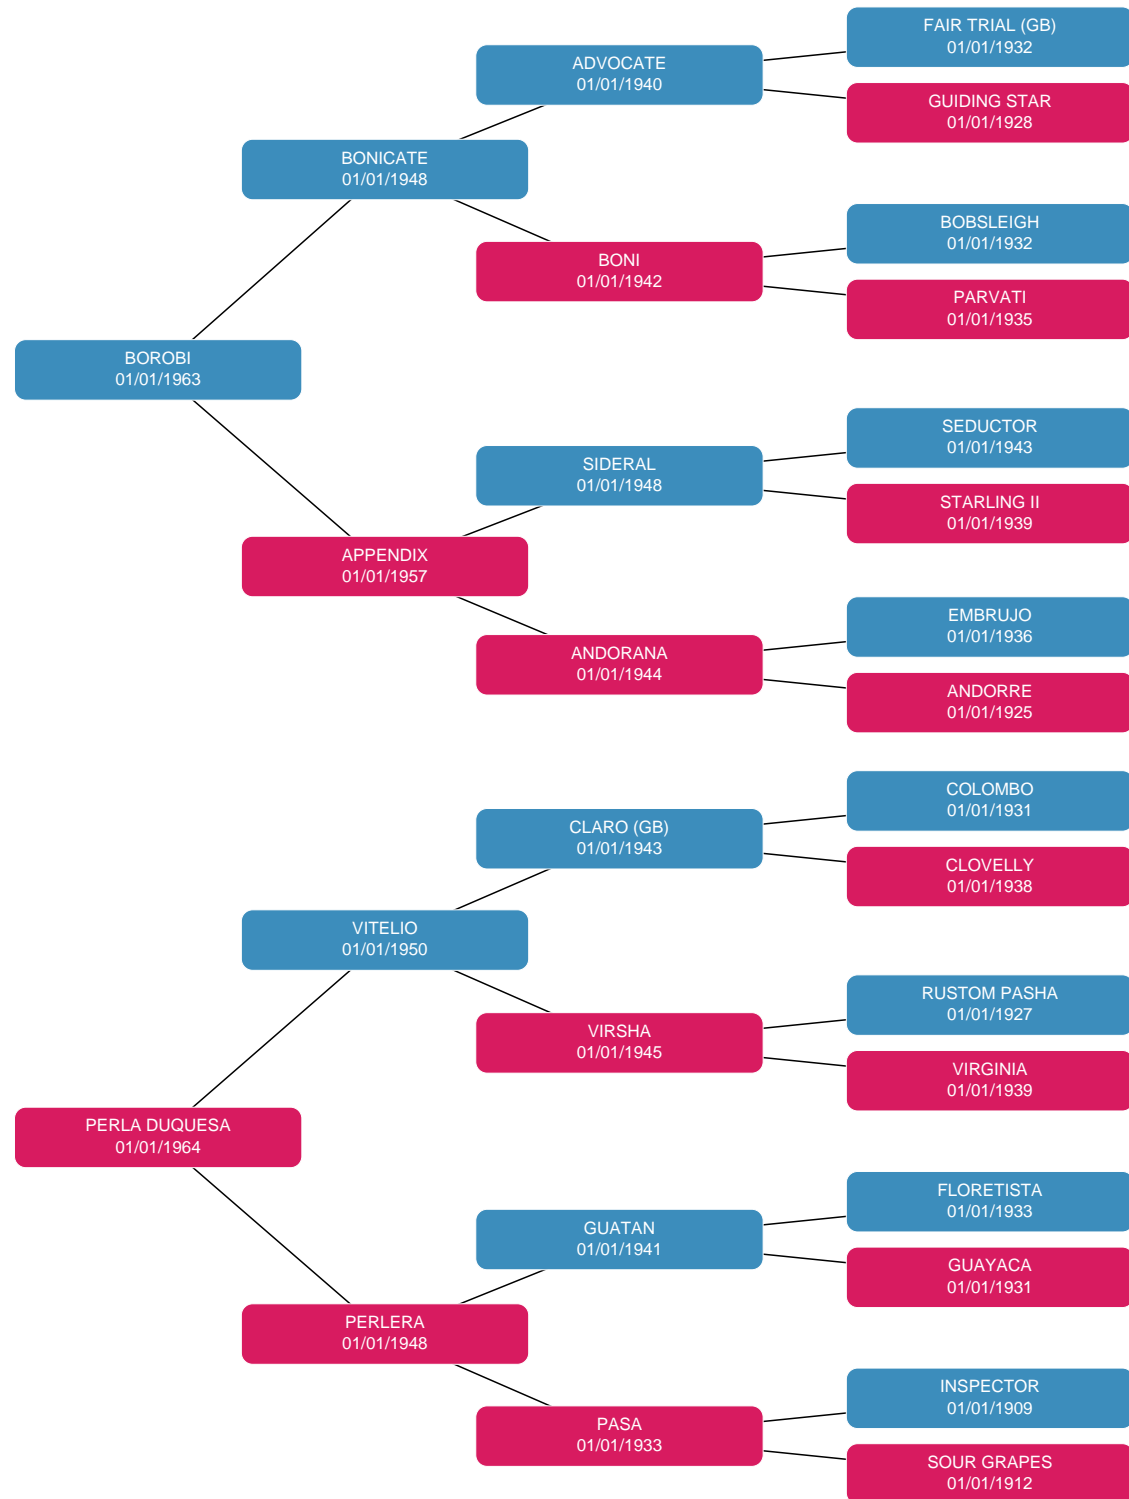 FAIR TRIAL (GB)
01/01/1932
ADVOCATE
01/01/1940
GUIDING STAR
01/01/1928
BONICATE
01/01/1948
BOBSLEIGH
01/01/1932
BONI
01/01/1942
PARVATI
01/01/1935
BOROBI
01/01/1963
SEDUCTOR
01/01/1943
SIDERAL
01/01/1948
STARLING II
01/01/1939
APPENDIX
01/01/1957
EMBRUJO
01/01/1936
ANDORANA
01/01/1944
ANDORRE
01/01/1925
COLOMBO
01/01/1931
CLARO (GB)
01/01/1943
CLOVELLY
01/01/1938
VITELIO
01/01/1950
RUSTOM PASHA
01/01/1927
VIRSHA
01/01/1945
VIRGINIA
01/01/1939
PERLA DUQUESA
01/01/1964
FLORETISTA
01/01/1933
GUATAN
01/01/1941
GUAYACA
01/01/1931
PERLERA
01/01/1948
INSPECTOR
01/01/1909
PASA
01/01/1933
SOUR GRAPES
01/01/1912